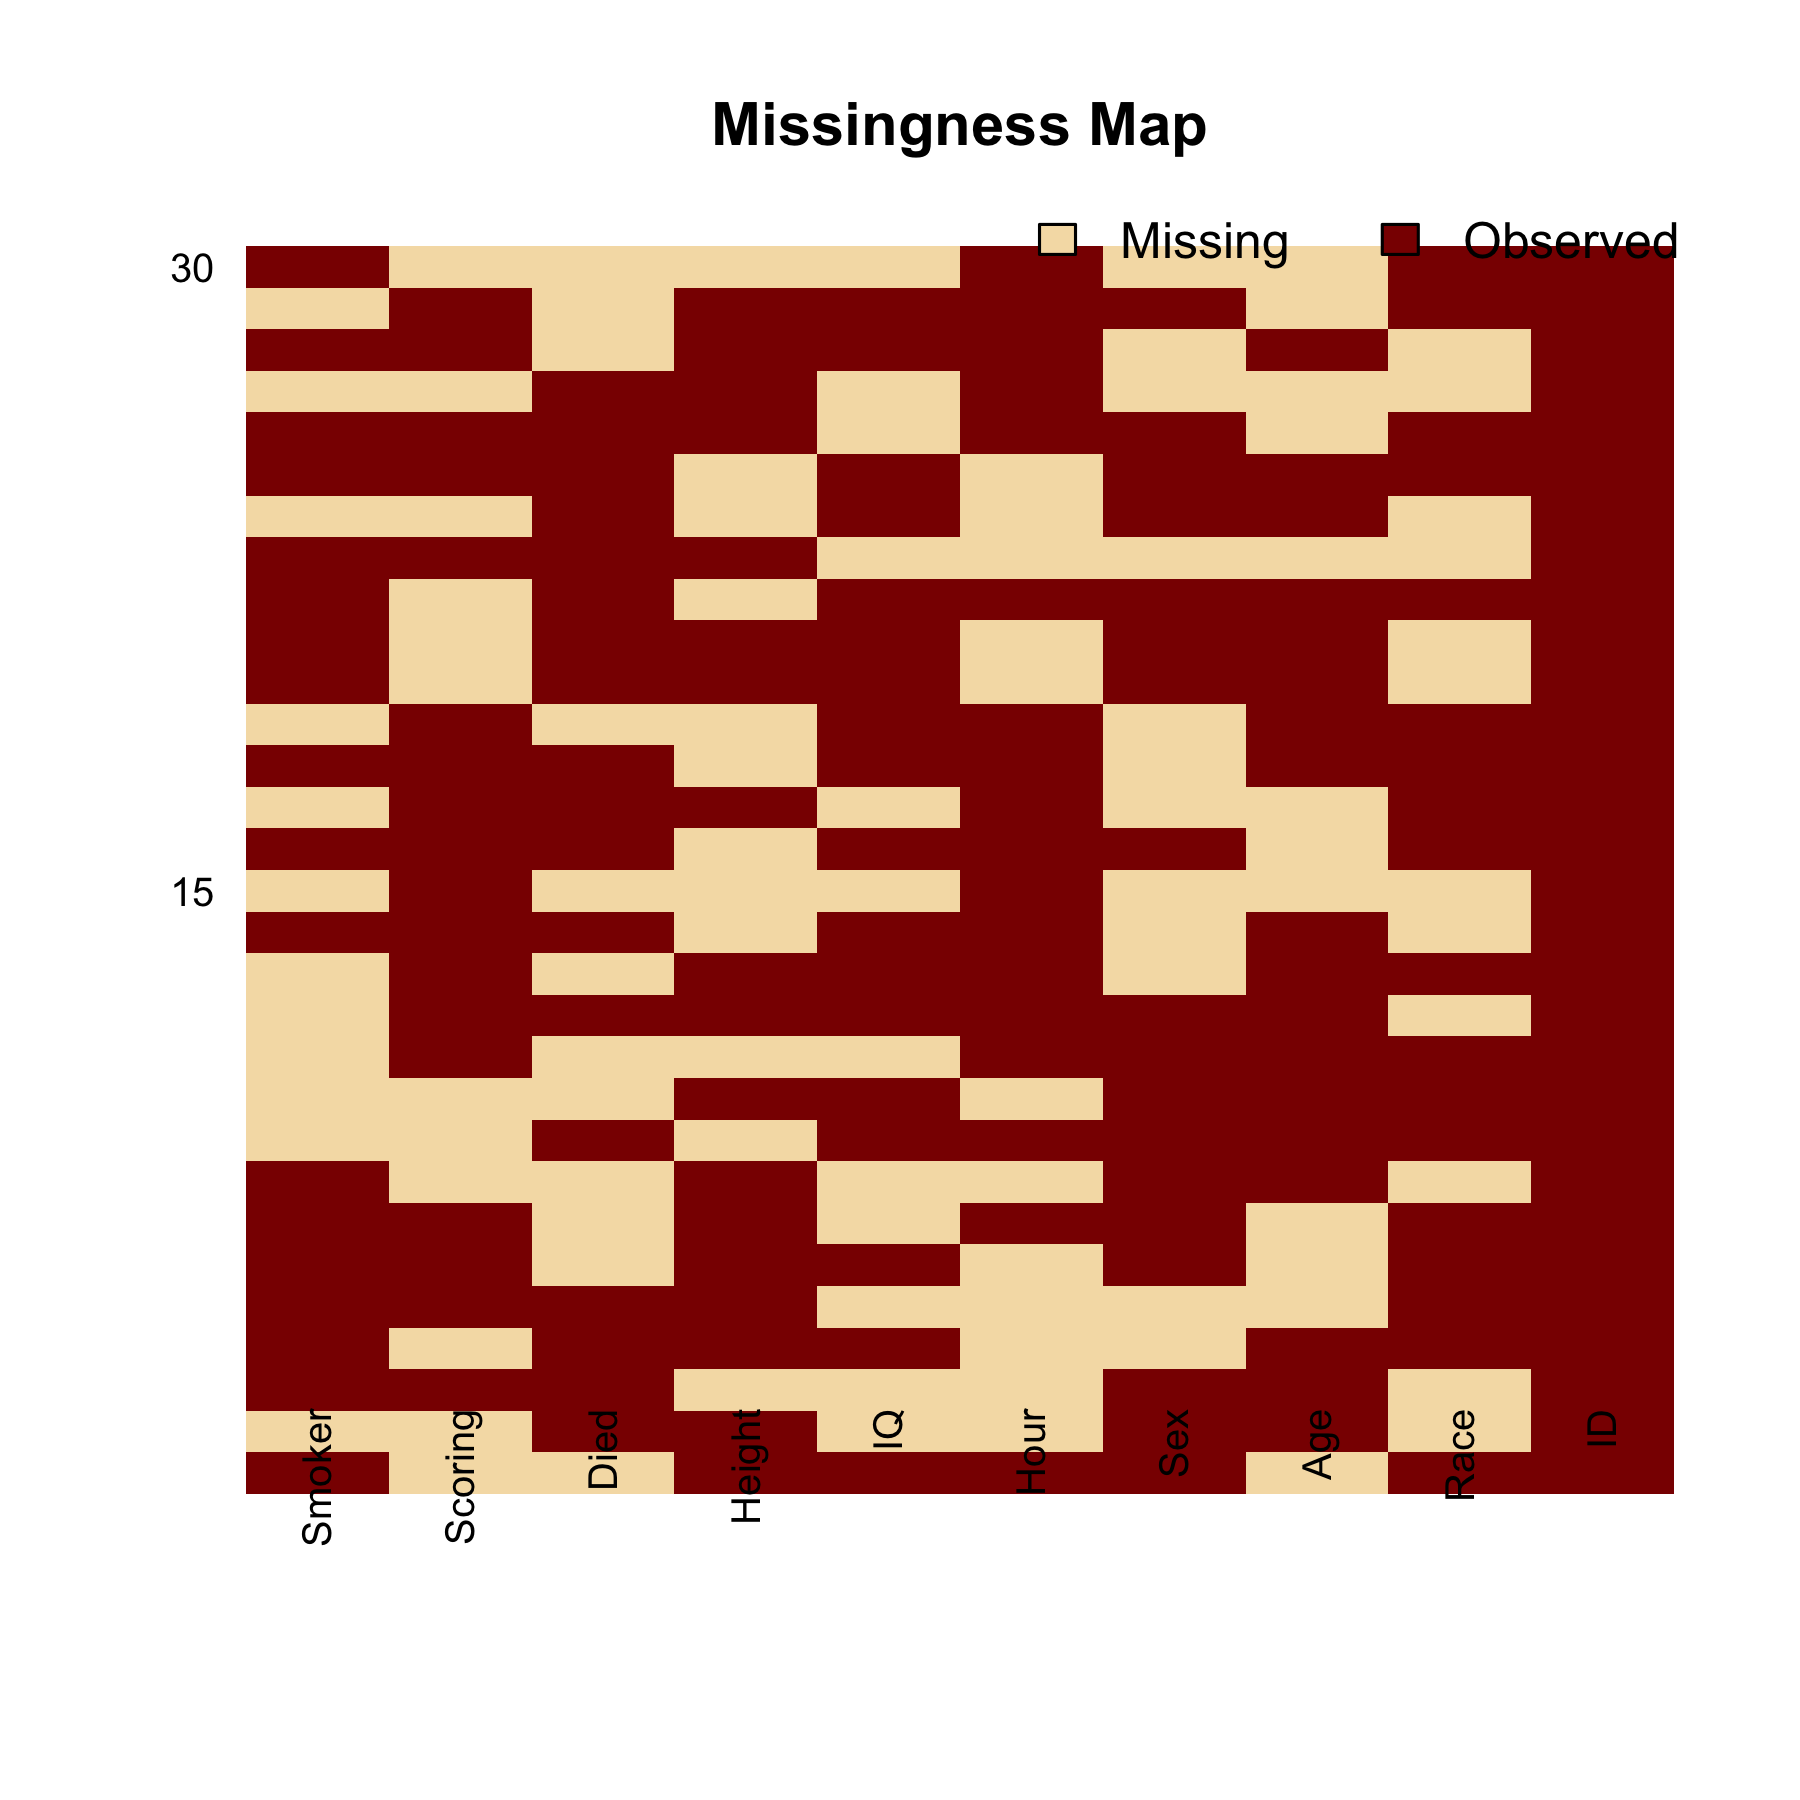 Missingness Map
Missing
Observed
30
15
Smoker
Scoring
Died
Height
IQ
Hour
Sex
Age
Race
ID